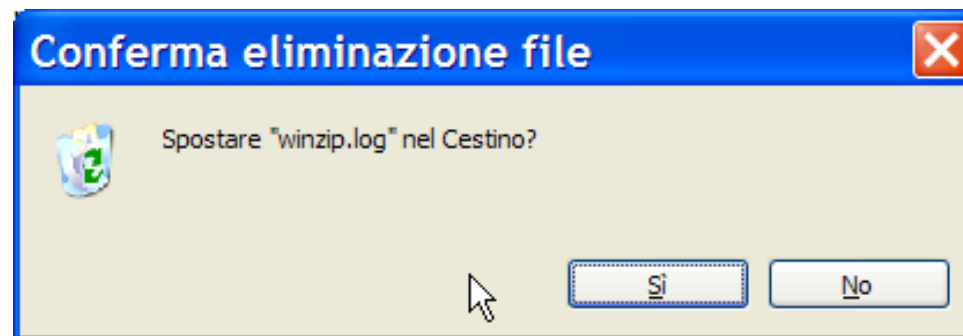 Conferma eliminazione file
Spostare "winzip.log" nel Cestino?
Sì
No